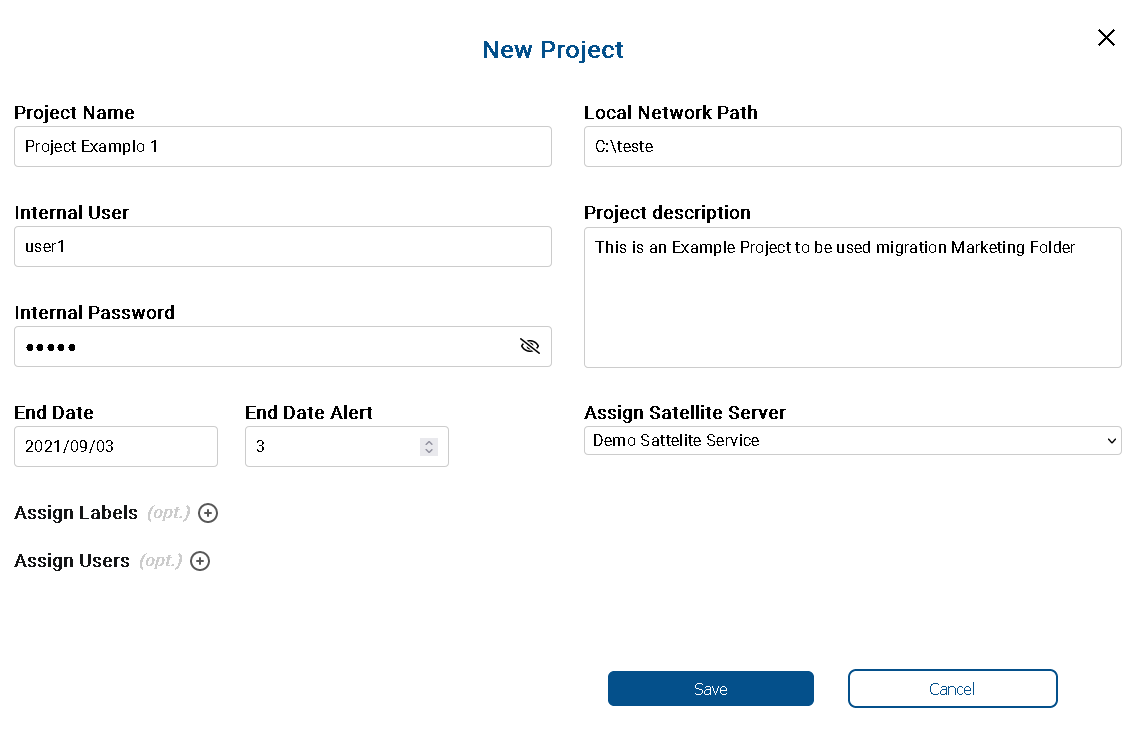 New Project
Project Name
Project Examplo 1
Local Network Path
C:\teste
Internal User
user1
Project description
This is an Example Project to be used migration Marketing Folder
Internal Password
•••••
End Date
2021/09/03
End Date Alert
3
Assign Satellite Server
Demo Sattelite Service
Assign Labels (opt.)
Assign Users (opt.)
Save
Cancel